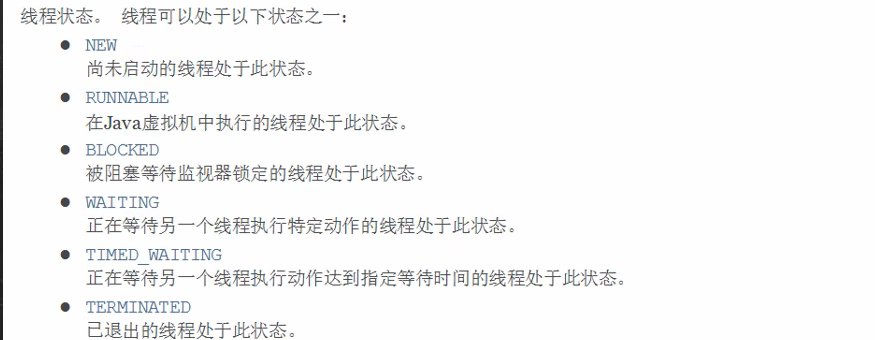 线程状态。 线程可以处于以下状态之一：
● NEW
尚未启动的线程处于此状态。
● RUNNABLE
在Java虚拟机中执行的线程处于此状态。
● BLOCKED
被阻塞等待监视器锁定的线程处于此状态。
● WAITING
正在等待另一个线程执行特定动作的线程处于此状态。
● TIMED_WAITING
正在等待另一个线程执行动作达到指定等待时间的线程处于此状态。
● TERMINATED
已退出的线程处于此状态。